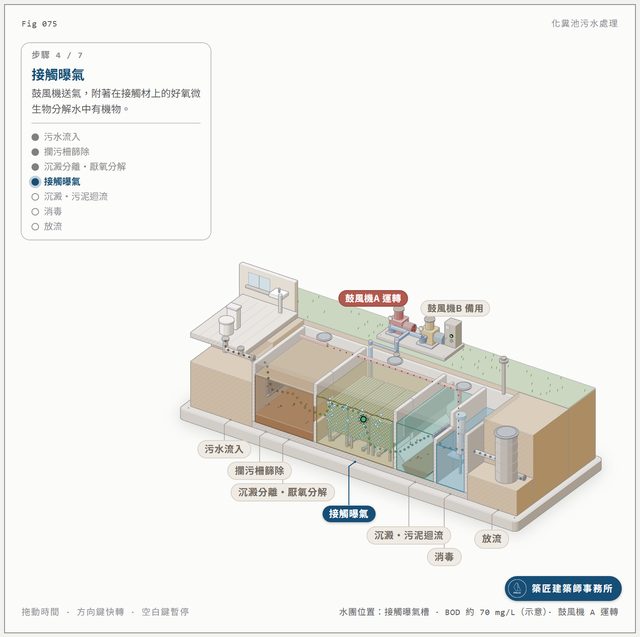 Fig 075
化糞池污水處理
步驟 4 / 7
接觸曝氣
鼓風機送氣，附著在接觸材上的好氧微
生物分解水中有機物。
污水流入
攔污柵篩除
沉澱分離・厭氧分解
接觸曝氣
沉澱・污泥迴流
消毒
放流
鼓風機A 運轉
鼓風機B 備用
污水流入
攔污柵篩除
沉澱分離・厭氧分解
接觸曝氣
沉澱・污泥迴流
消毒
放流
築匠建築師事務所
拖動時間 · 方向鍵快轉 · 空白鍵暫停
水團位置：接觸曝氣槽 · BOD 約 70 mg/L（示意）· 鼓風機 A 運轉